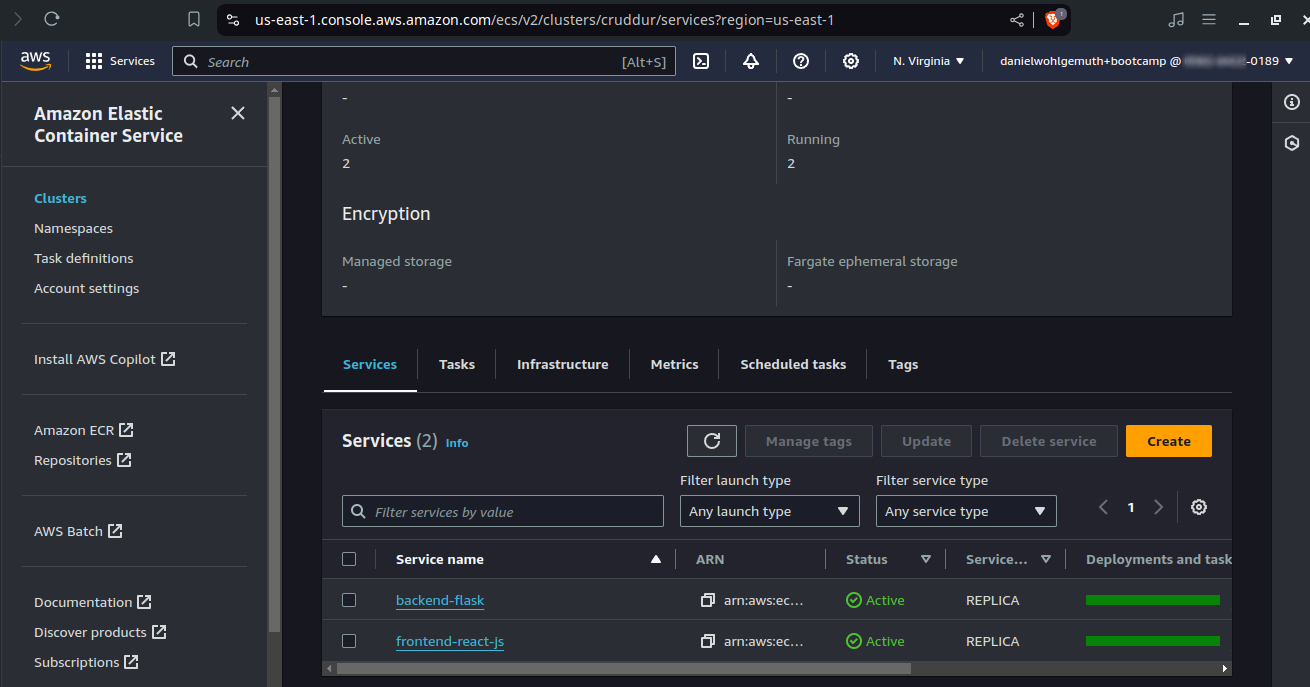 us-east-1.console.aws.amazon.com/ecs/v2/clusters/cruddur/services?region=us-east-1
1
aws
Services
Search
[Alt+S]
N. Virginia
danielwohlgemuth+bootcamp @
-0189
Amazon Elastic
Container Service
Clusters
Namespaces
Task definitions
Account settings
Install AWS Copilot
Amazon ECR
Repositories
AWS Batch
Documentation
Discover products
Subscriptions
-
-
Active
Running
2
2
Encryption
Managed storage
Fargate ephemeral storage
-
-
Services
Tasks
Infrastructure
Metrics
Scheduled tasks
Tags
Services (2) Info
Manage tags
Update
Delete service
Create
Filter launch type
Filter service type
Filter services by value
Any launch type
Any service type
1
Service name
ARN
Status
Service...
Deployments and task
backend-flask
arn:aws:ec...
Active
REPLICA
frontend-react-js
arn:aws:ec...
Active
REPLICA